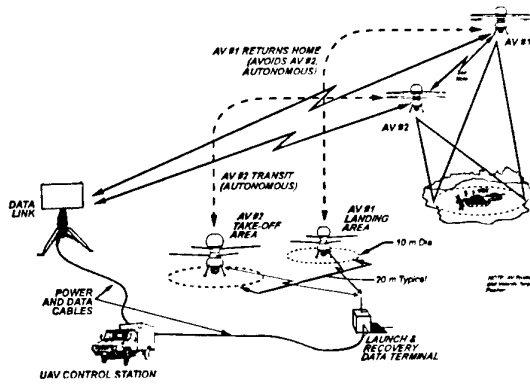 AV #1 RETURNS HOME
(AVOIDS AV #2,
AUTONOMOUS)
AV #1
AV #2
AV #2 TRANSIT
(AUTONOMOUS)
DATA
LINK
AV #2
TAKE-OFF
AREA
AV #1
LANDING
AREA
10 m Dia
20 m Typical
POWER
AND DATA
CABLES
LAUNCH &
RECOVERY
DATA TERMINAL
UAV CONTROL STATION